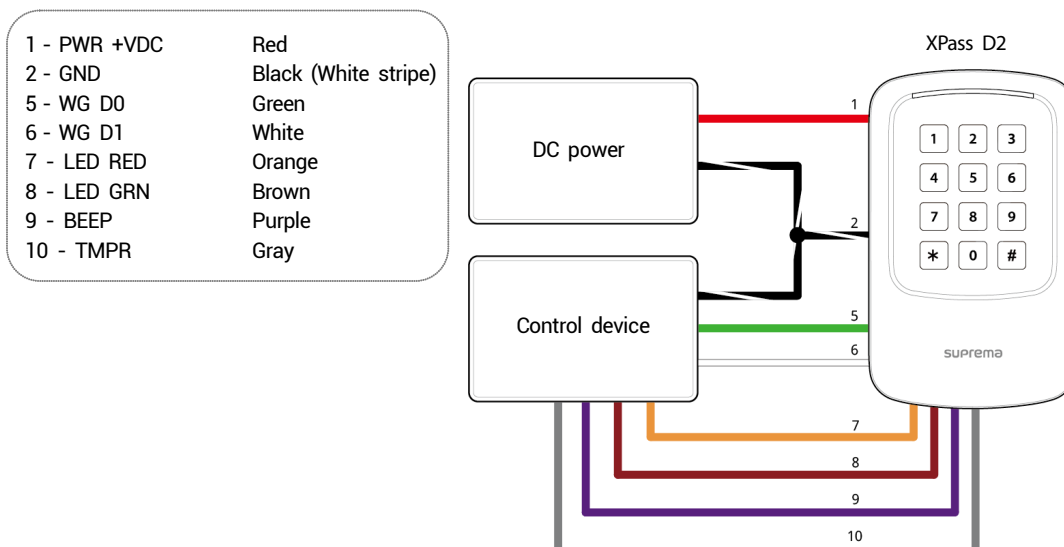 1 - PWR +VDC Red
2 - GND Black (White stripe)
5 - WG D0 Green
6 - WG D1 White
7 - LED RED Orange
8 - LED GRN Brown
9 - BEEP Purple
10 - TMPR Gray
XPass D2
DC power
Control device
1
2
5
6
7
8
9
10
1 2 3
4 5 6
7 8 9
* 0 #
suprema